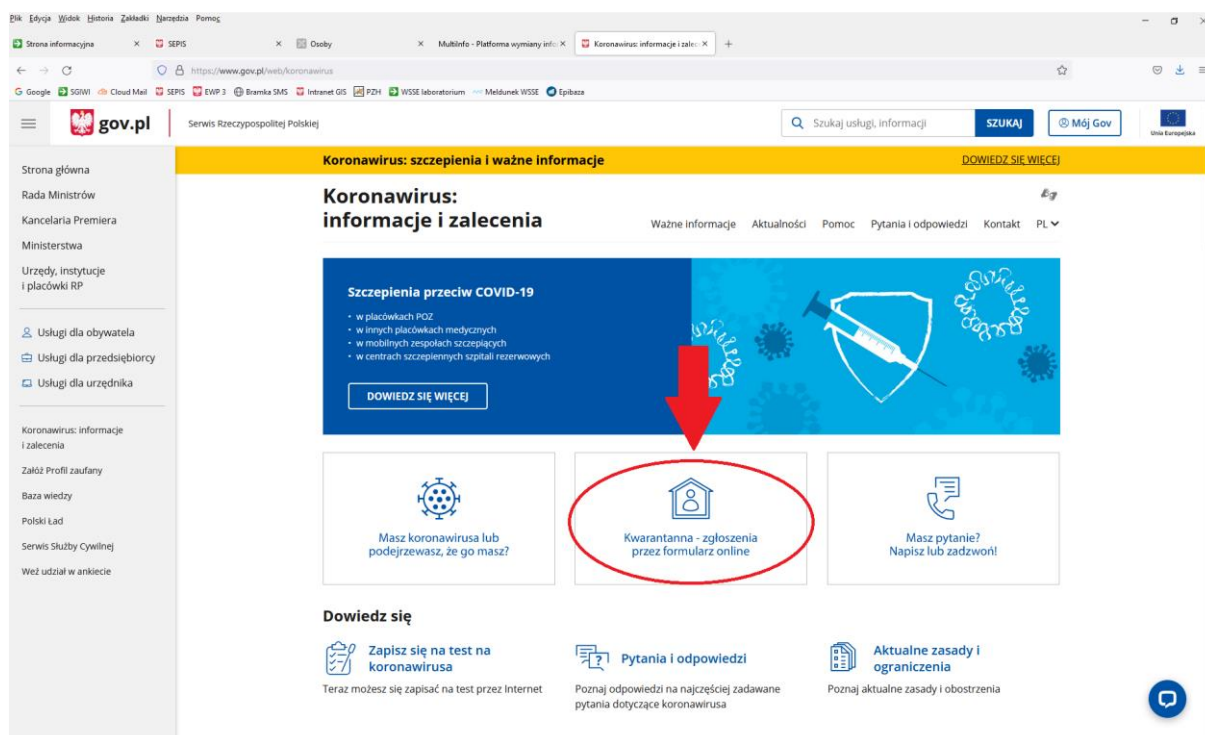 Plik Edycja Widok Historia Zakładki Narzędzia Pomoc
Strona informacyjna
SEPIS
Osoby
MultiInfo - Platforma wymiany info
Koronawirus: informacje i zalec
https://www.gov.pl/web/koronawirus
Google SGIWI Cloud Mail SEPIS EWP 3 Bramka SMS Intranet GIS PZH WSSE laboratorium Meldunek WSSE Epibaza
gov.pl
Serwis Rzeczypospolitej Polskiej
Szukaj usługi, informacji
SZUKAJ
Mój Gov
Unia Europejska
Strona główna
Rada Ministrów
Kancelaria Premiera
Ministerstwa
Urzędy, instytucje
i placówki RP
Usługi dla obywatela
Usługi dla przedsiębiorcy
Usługi dla urzędnika
Koronawirus: informacje
i zalecenia
Załóż Profil zaufany
Baza wiedzy
Polski Ład
Serwis Służby Cywilnej
Weź udział w ankiecie
Koronawirus: szczepienia i ważne informacje
DOWIEDZ SIĘ WIĘCEJ
Koronawirus:
informacje i zalecenia
Ważne informacje Aktualności Pomoc Pytania i odpowiedzi Kontakt PL
Szczepienia przeciw COVID-19
• w placówkach POZ
• w innych placówkach medycznych
• w mobilnych zespołach szczepiących
• w centrach szczepiennych szpitali rezerwowych
DOWIEDZ SIĘ WIĘCEJ
Masz koronawirusa lub
podejrzewasz, że go masz?
Kwarantanna - zgłoszenia
przez formularz online
Masz pytanie?
Napisz lub zadzwoń!
Dowiedz się
Zapisz się na test na
koronawirusa
Teraz możesz się zapisać na test przez Internet
Pytania i odpowiedzi
Poznaj odpowiedzi na najczęściej zadawane
pytania dotyczące koronawirusa
Aktualne zasady i
ograniczenia
Poznaj aktualne zasady i obostrzenia